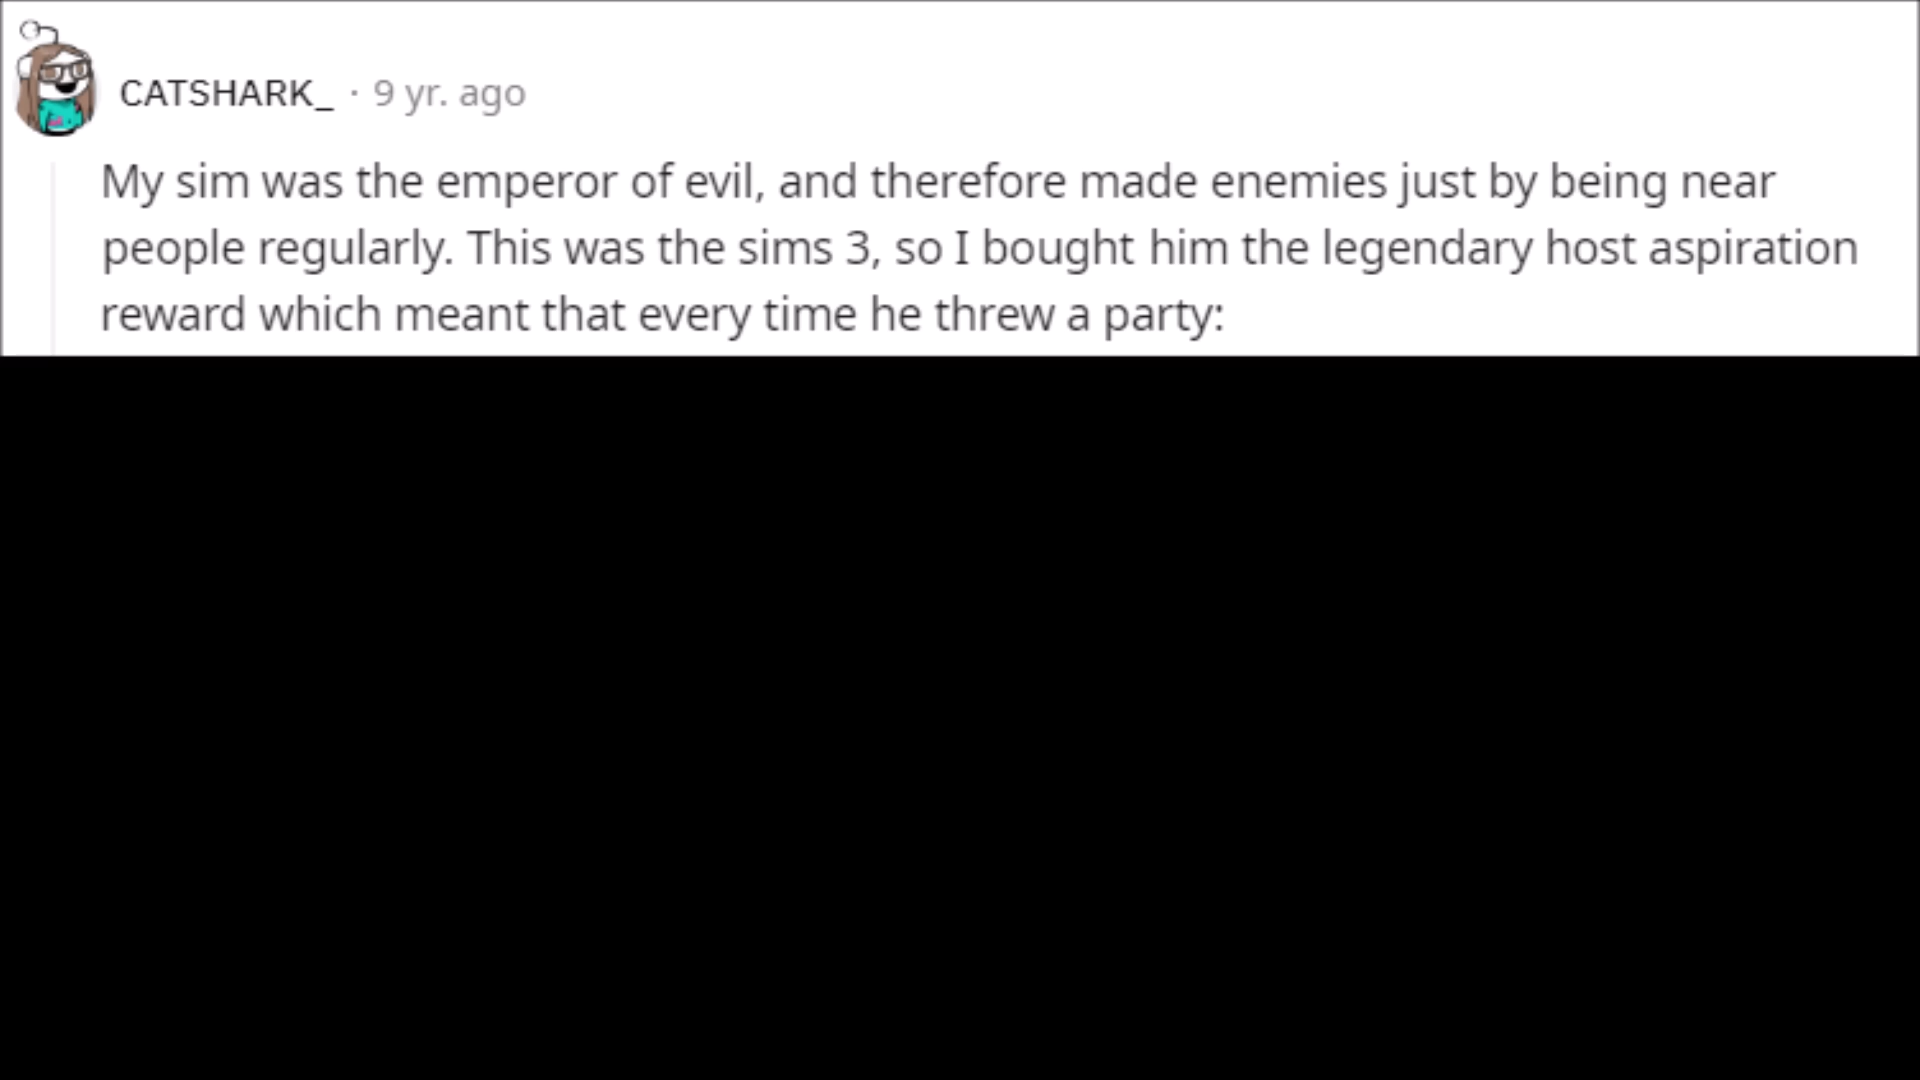 CATSHARK_ · 9 yr. ago
My sim was the emperor of evil, and therefore made enemies just by being near
people regularly. This was the sims 3, so I bought him the legendary host aspiration
reward which meant that every time he threw a party: